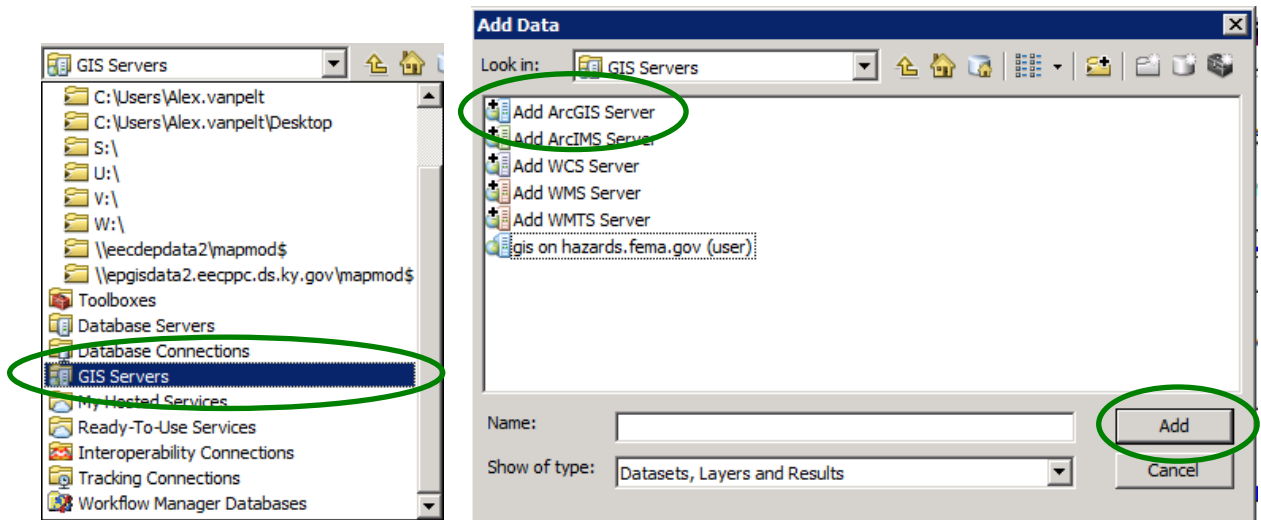 GIS Servers
C:\Users\Alex.vanpelt
C:\Users\Alex.vanpelt\Desktop
S:\
U:\
V:\
W:\
\\eecdepdata2\mapmod$
\\epgisdata2.eecppc.ds.ky.gov\mapmod$
Toolboxes
Database Servers
Database Connections
GIS Servers
My Hosted Services
Ready-To-Use Services
Interoperability Connections
Tracking Connections
Workflow Manager Databases
Add Data
Look in: GIS Servers
Add ArcGIS Server
Add ArcIMS Server
Add WCS Server
Add WMS Server
Add WMTS Server
gis on hazards.fema.gov (user)
Name: Add
Show of type: Datasets, Layers and Results Cancel